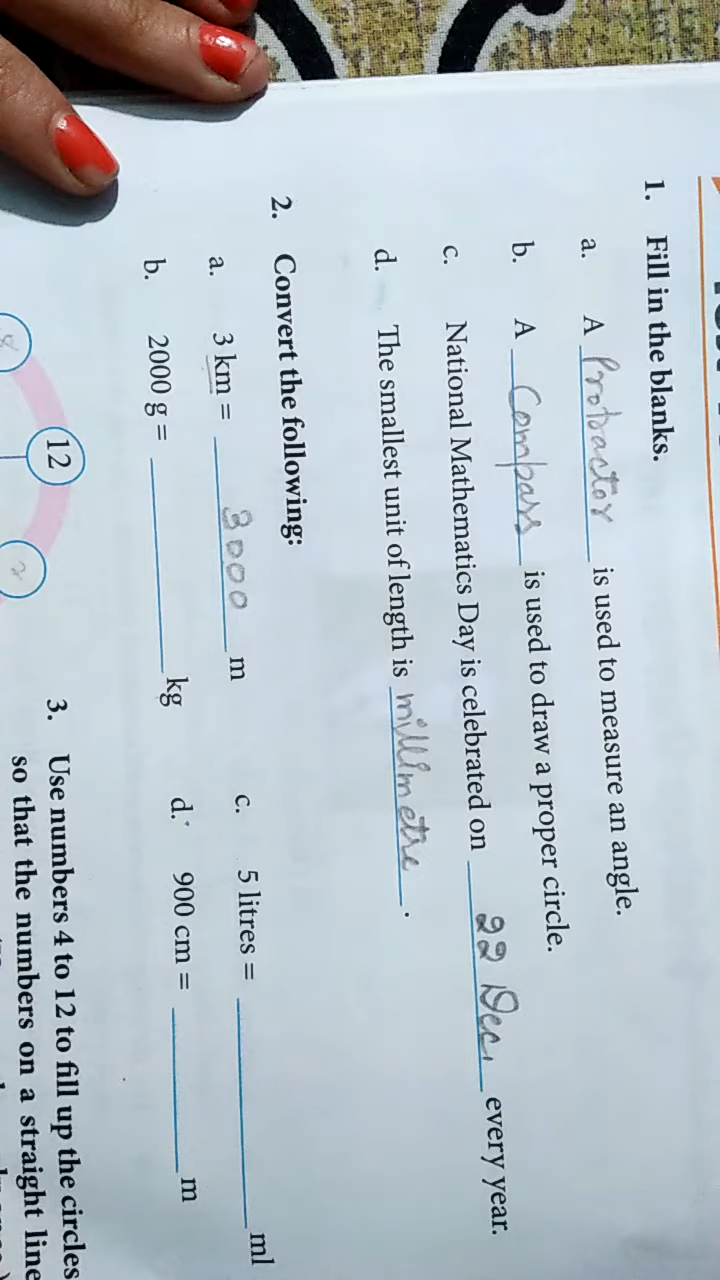 1. Fill in the blanks.
a. A Protractor is used to measure an angle.
b. A Compass is used to draw a proper circle.
c. National Mathematics Day is celebrated on 22 Dec, every year.
d. The smallest unit of length is millimetre.
2. Convert the following:
a. 3 km = 3000 m
c. 5 litres = ml
b. 2000 g = kg
d. 900 cm = m
12
2
3. Use numbers 4 to 12 to fill up the circles
so that the numbers on a straight line